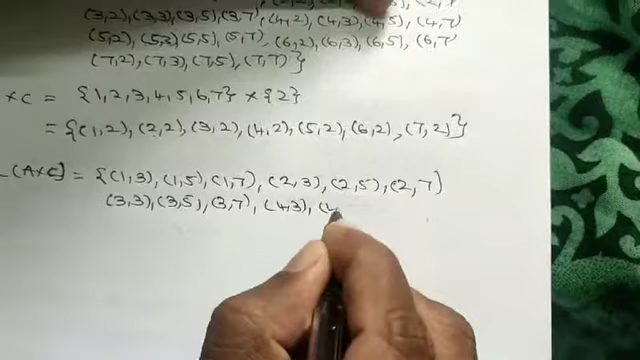 (3,2), (3,3), (3,5), (3,7), (4,2), (4,3), (4,5), (4,7)
(5,2), (5,3) (5,5), (5,7), (6,2), (6,3), (6,5), (6,7
(7,2), (7,3), (7,5), (7,7)}
×C = {1,2,3,4,5,6,7} × {2}
= {(1,2), (2,2), (3,2), (4,2), (5,2), (6,2), (7,2)}
-(A×C) = {(1,3), (1,5), (1,7), (2,3), (2,5), (2,7)
(3,3), (3,5), (3,7), (4,3), (4